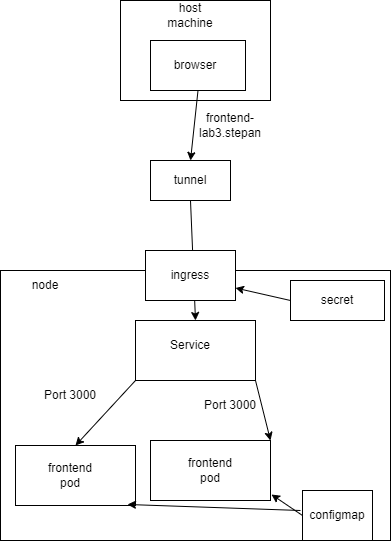 host
machine
browser
frontend-
lab3.stepan
tunnel
ingress
node
secret
Service
Port 3000
Port 3000
frontend
pod
frontend
pod
configmap